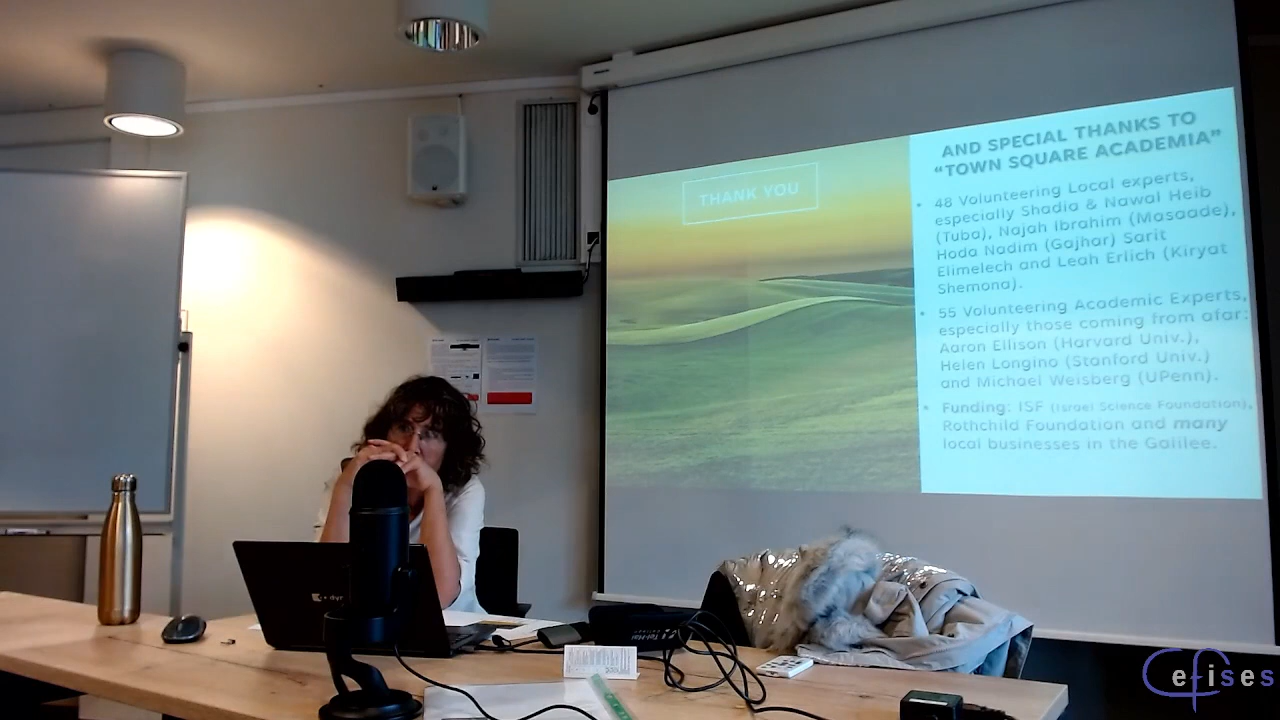 THANK YOU
AND SPECIAL THANKS TO
“TOWN SQUARE ACADEMIA”
• 48 Volunteering Local experts,
especially Shadia & Nawal Heib
(Tuba), Najah Ibrahim (Masaade),
Hoda Nadim (Gajhar) Sarit
Elimelech and Leah Erlich (Kiryat
Shemona).
• 55 Volunteering Academic Experts,
especially those coming from afar:
Aaron Ellison (Harvard Univ.),
Helen Longino (Stanford Univ.)
and Michael Weisberg (UPenn).
• Funding: ISF (Israel Science Foundation),
Rothchild Foundation and many
local businesses in the Galilee.
Tel-Hai
Cefises